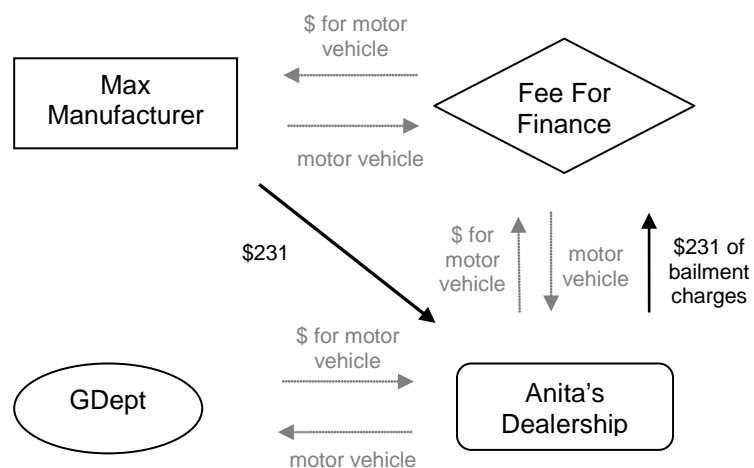 $ for motor
vehicle
Max
Manufacturer
Fee For
Finance
motor vehicle
$231
$ for
motor
vehicle
motor
vehicle
$231 of
bailment
charges
$ for motor
vehicle
GDept
Anita's
Dealership
motor vehicle